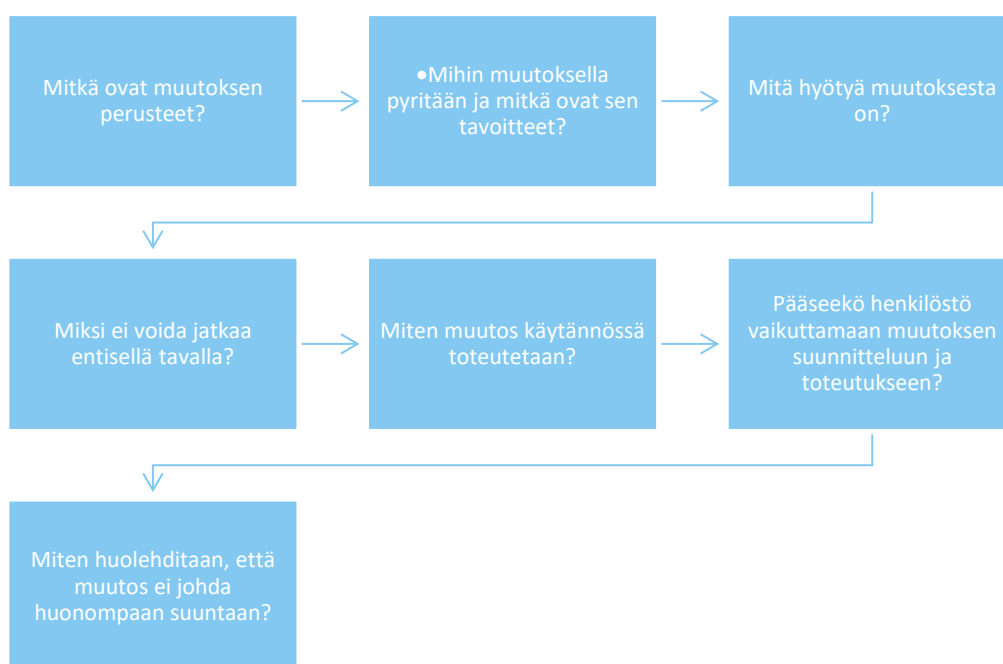 Mitkä ovat muutoksen
perusteet?
•Mihin muutoksella
pyritään ja mitkä ovat sen
tavoitteet?
Mitä hyötyä muutoksesta
on?
Miksi ei voida jatkaa
entisellä tavalla?
Miten muutos käytännössä
toteutetaan?
Pääseekö henkilöstö
vaikuttamaan muutoksen
suunnitteluun ja
toteutukseen?
Miten huolehditaan, että
muutos ei johda
huonompaan suuntaan?